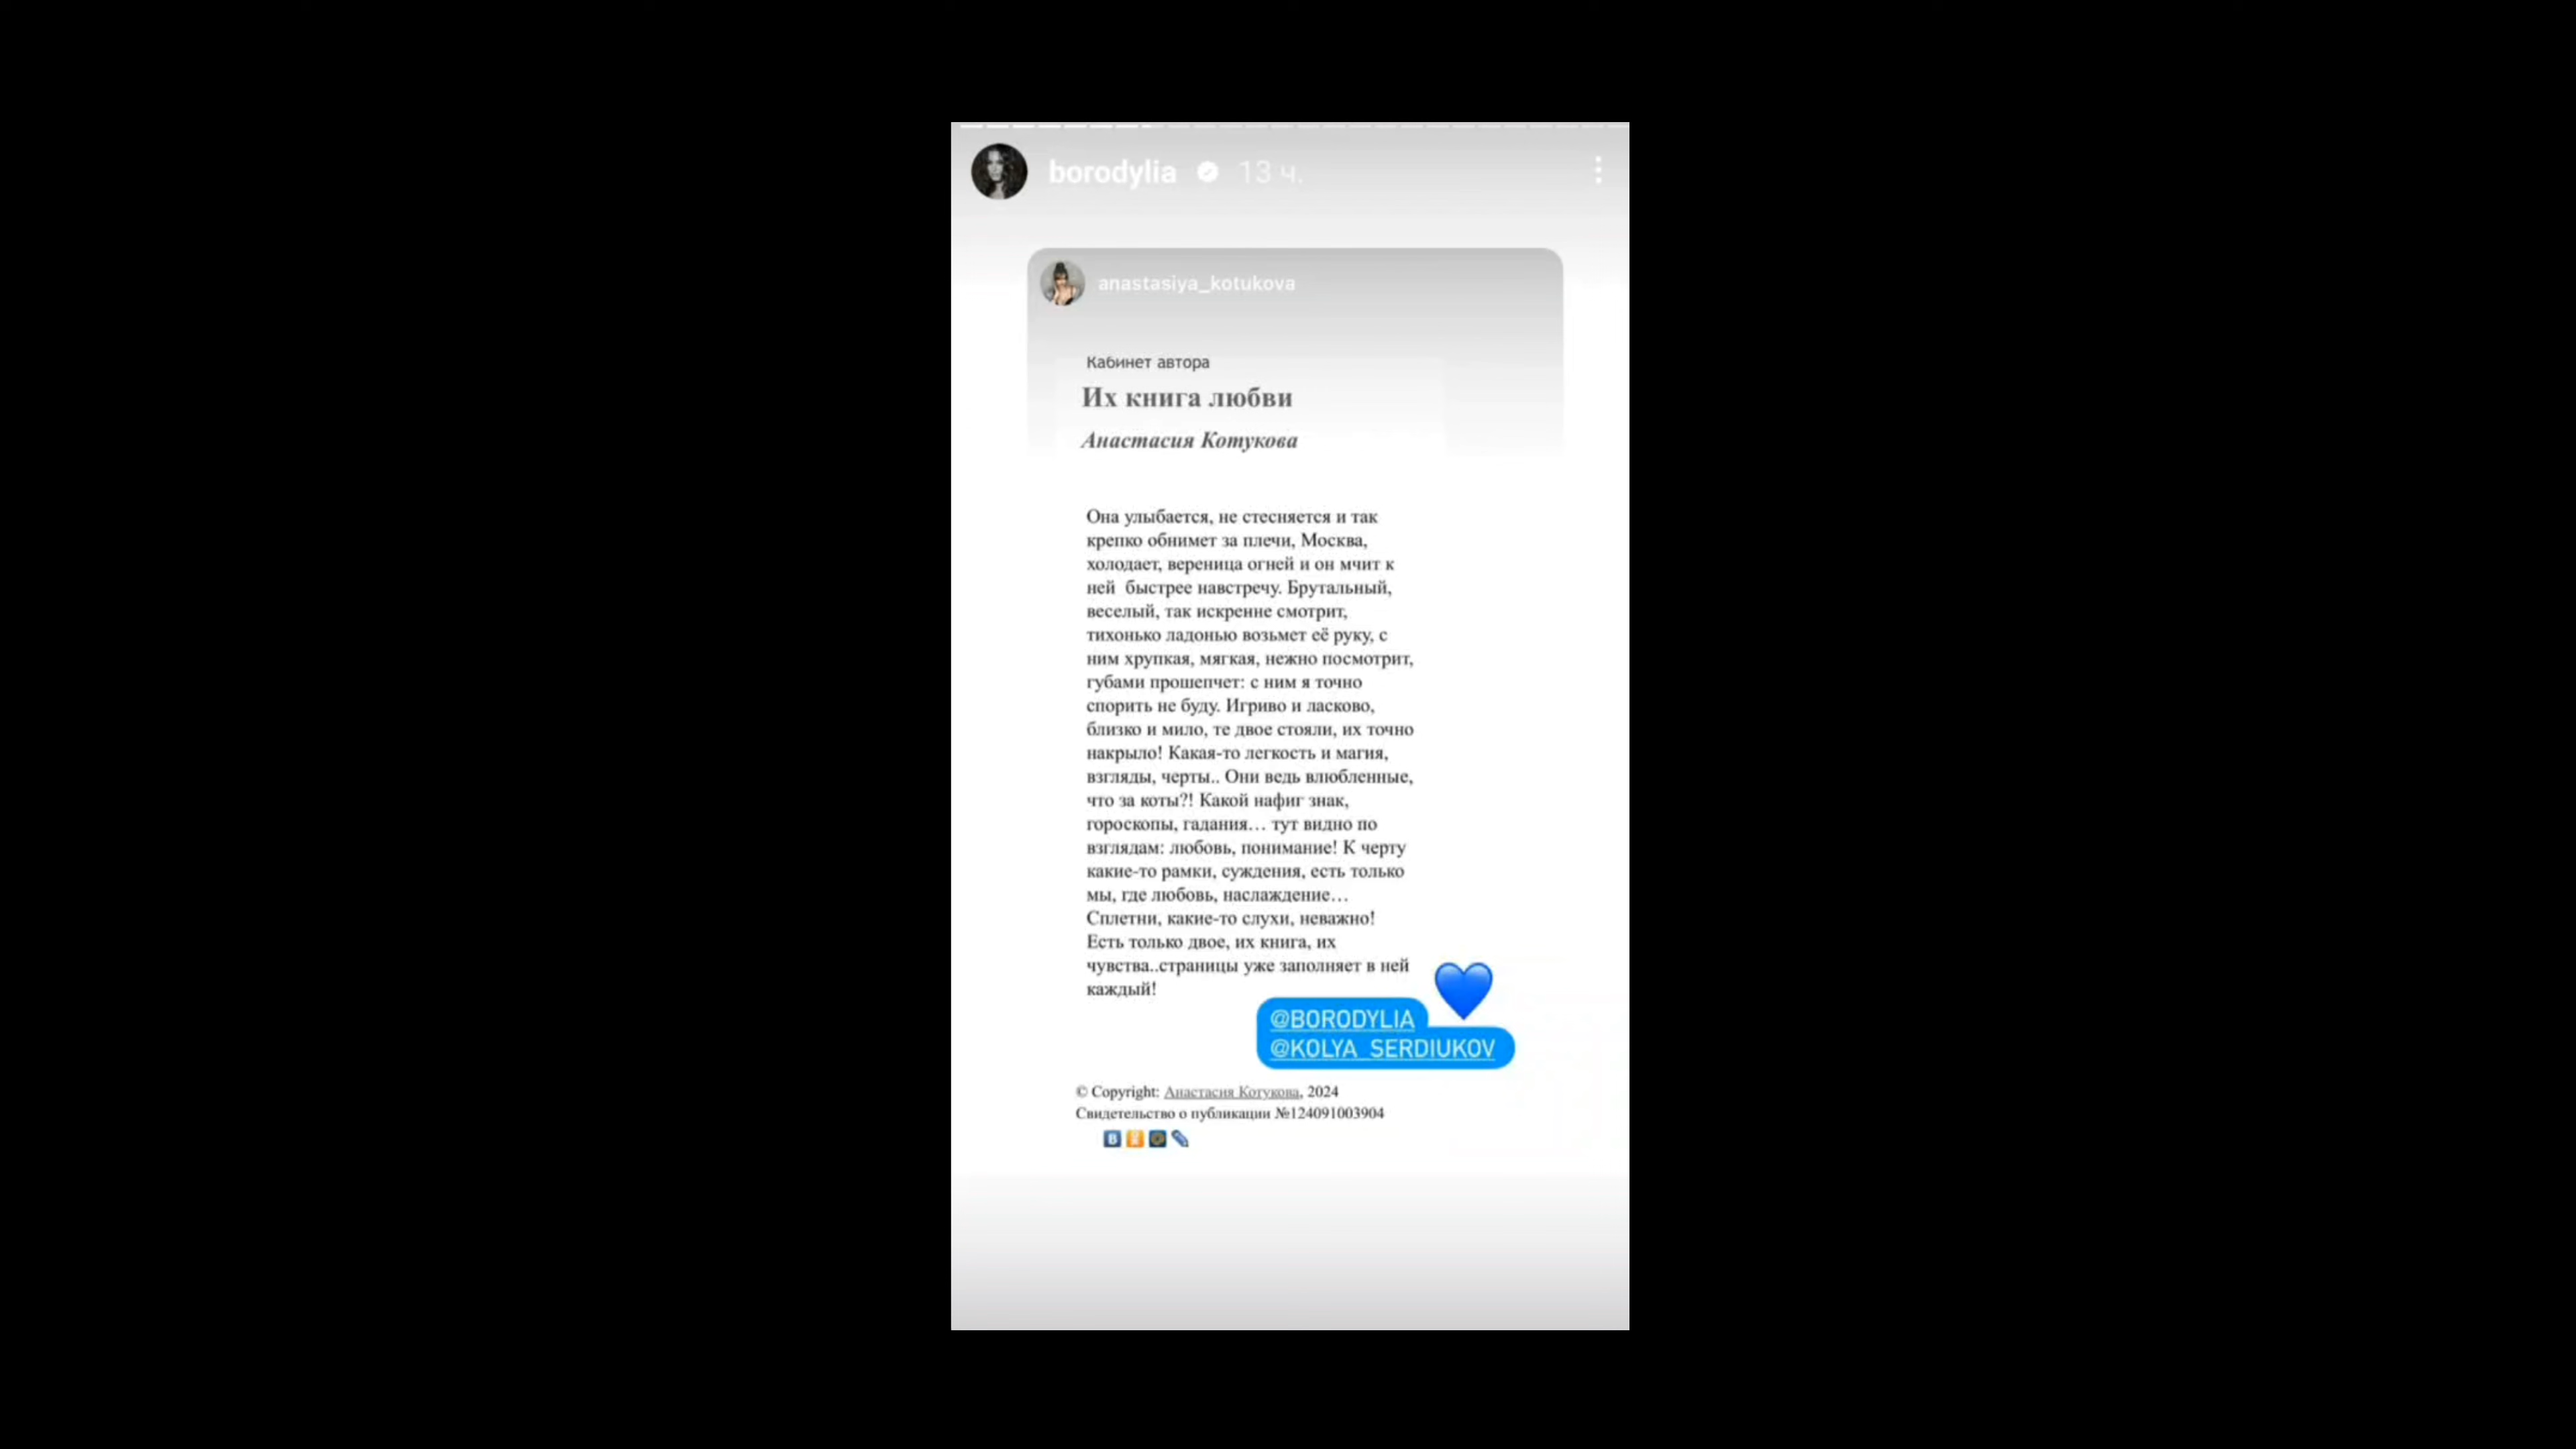 borodylia 13 ч.
anastasiya_kotukova
Кабинет автора
Их книга любви
Анастасия Котукова
Она улыбается, не стесняется и так
крепко обнимет за плечи, Москва,
холодает, вереница огней и он мчит к
ней быстрее навстречу. Брутальный,
веселый, так искренне смотрит,
тихонько ладонью возьмет её руку, с
ним хрупкая, мягкая, нежно посмотрит,
губами прошепчет: с ним я точно
спорить не буду. Игриво и ласково,
близко и мило, те двое стояли, их точно
накрыло! Какая-то легкость и магия,
взгляды, черты.. Они ведь влюбленные,
что за коты?! Какой нафиг знак,
гороскопы, гадания… тут видно по
взглядам: любовь, понимание! К черту
какие-то рамки, суждения, есть только
мы, где любовь, наслаждение…
Сплетни, какие-то слухи, неважно!
Есть только двое, их книга, их
чувства..страницы уже заполняет в ней
каждый!
@BORODYLIA
@KOLYA_SERDIUKOV
© Copyright: Анастасия Котукова, 2024
Свидетельство о публикации №124091003904